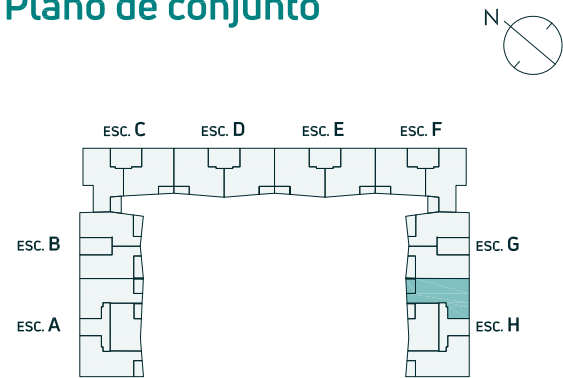 Plano de conjunto
N
ESC. C ESC. D ESC. E ESC. F
ESC. B ESC. G
ESC. A ESC. H